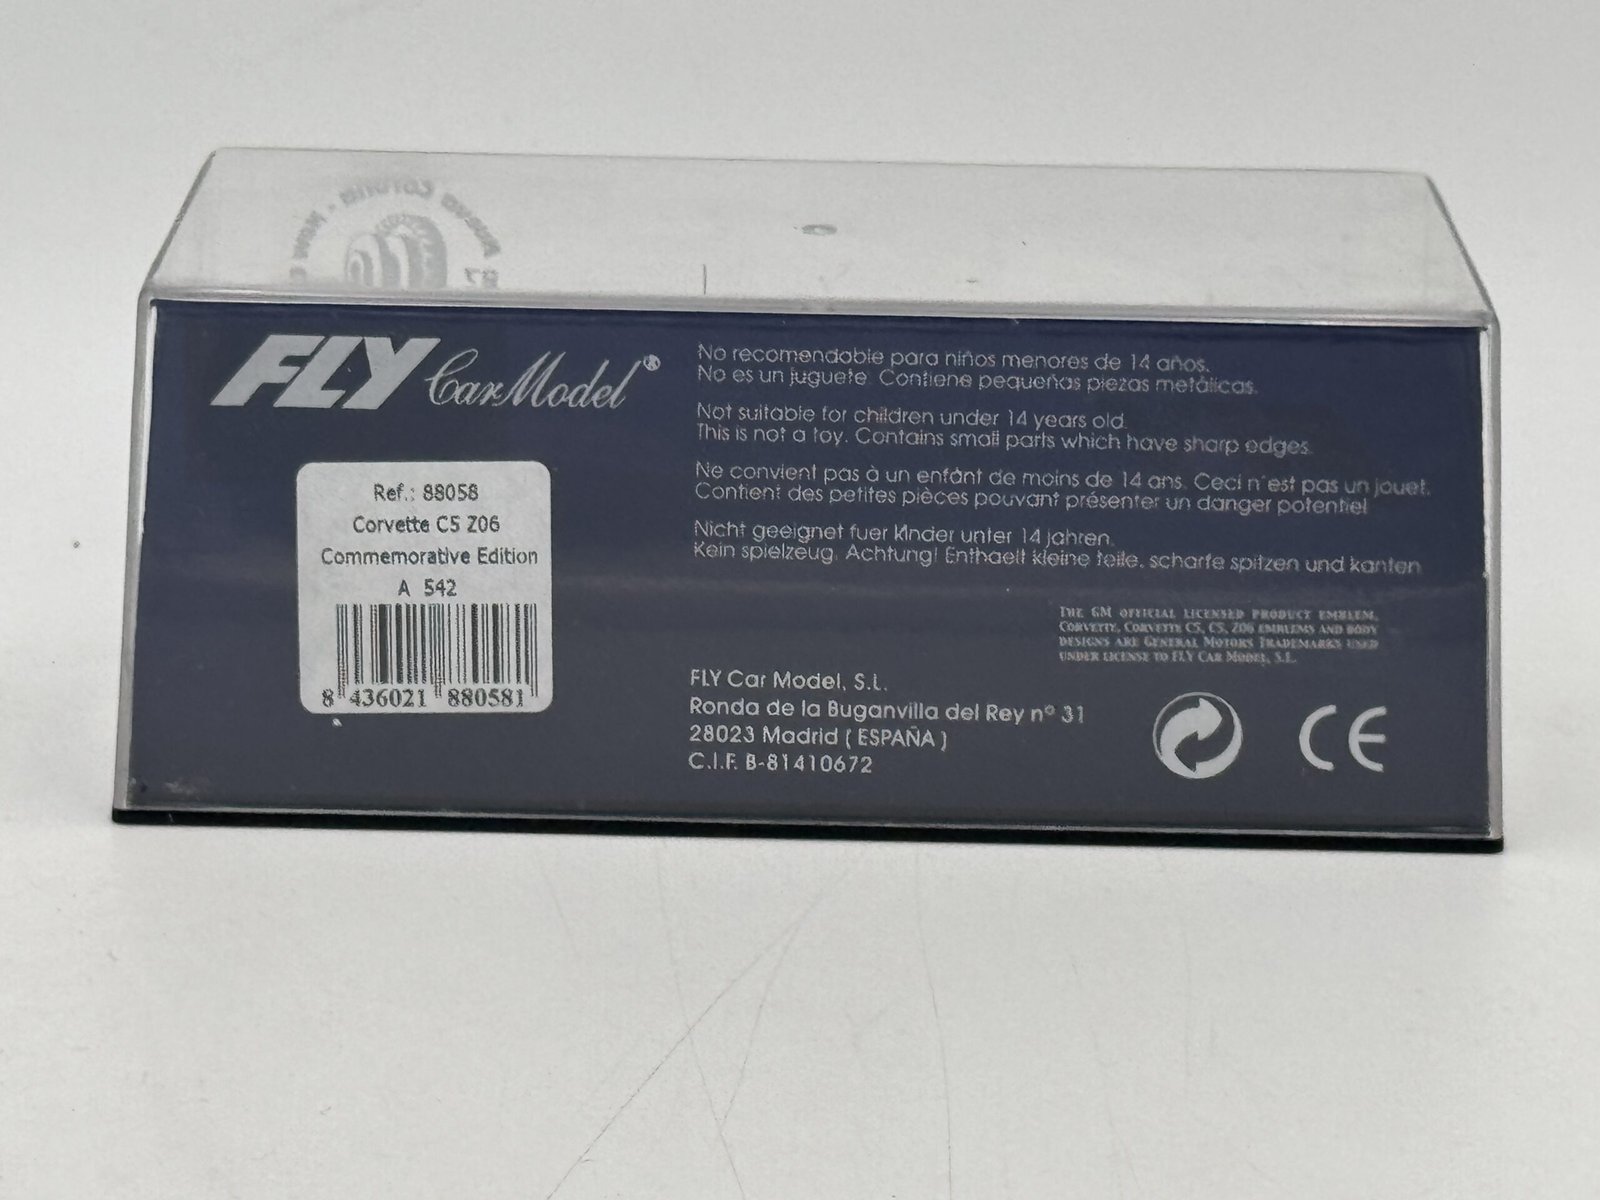 FLY Car Model®
Ref.: 88058
Corvette C5 Z06
Commemorative Edition
A 542
8 436021 880581
No recomendable para niños menores de 14 años.
No es un juguete. Contiene pequeñas piezas metálicas.
Not suitable for children under 14 years old.
This is not a toy. Contains small parts which have sharp edges.
Ne convient pas à un enfant de moins de 14 ans. Ceci n'est pas un jouet.
Contient des petites pièces pouvant présenter un danger potentiel
Nicht geeignet fuer kinder unter 14 jahren.
Kein spielzeug. Achtung! Enthaelt kleine teile, scharfe spitzen und kanten
THE GM OFFICIAL LICENSED PRODUCT EMBLEM,
CORVETTE, CORVETTE C5, C5, Z06 EMBLEMS AND BODY
DESIGNS ARE GENERAL MOTORS TRADEMARKS USED
UNDER LICENSE TO FLY CAR MODEL, S.L.
FLY Car Model, S.L.
Ronda de la Buganvilla del Rey nº 31
28023 Madrid ( ESPAÑA )
C.I.F. B-81410672
CE